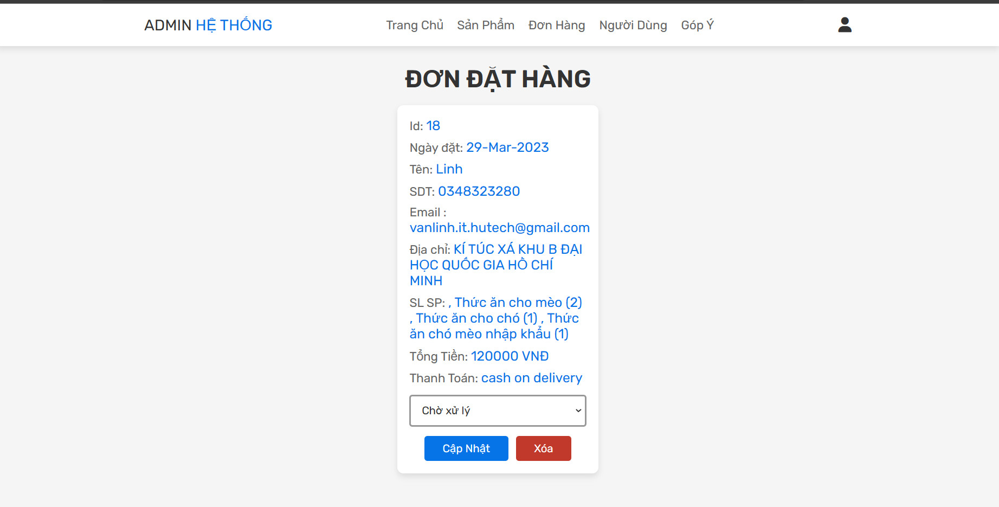 ADMIN HỆ THỐNG
Trang Chủ Sản Phẩm Đơn Hàng Người Dùng Góp Ý
ĐƠN ĐẶT HÀNG
Id: 18
Ngày đặt: 29-Mar-2023
Tên: Linh
SDT: 0348323280
Email :
vanlinh.it.hutech@gmail.com
Địa chỉ: KÍ TÚC XÁ KHU B ĐẠI
HỌC QUỐC GIA HỒ CHÍ
MINH
SL SP: , Thức ăn cho mèo (2)
, Thức ăn cho chó (1) , Thức
ăn chó mèo nhập khẩu (1)
Tổng Tiền: 120000 VNĐ
Thanh Toán: cash on delivery
Chờ xử lý
Cập Nhật Xóa